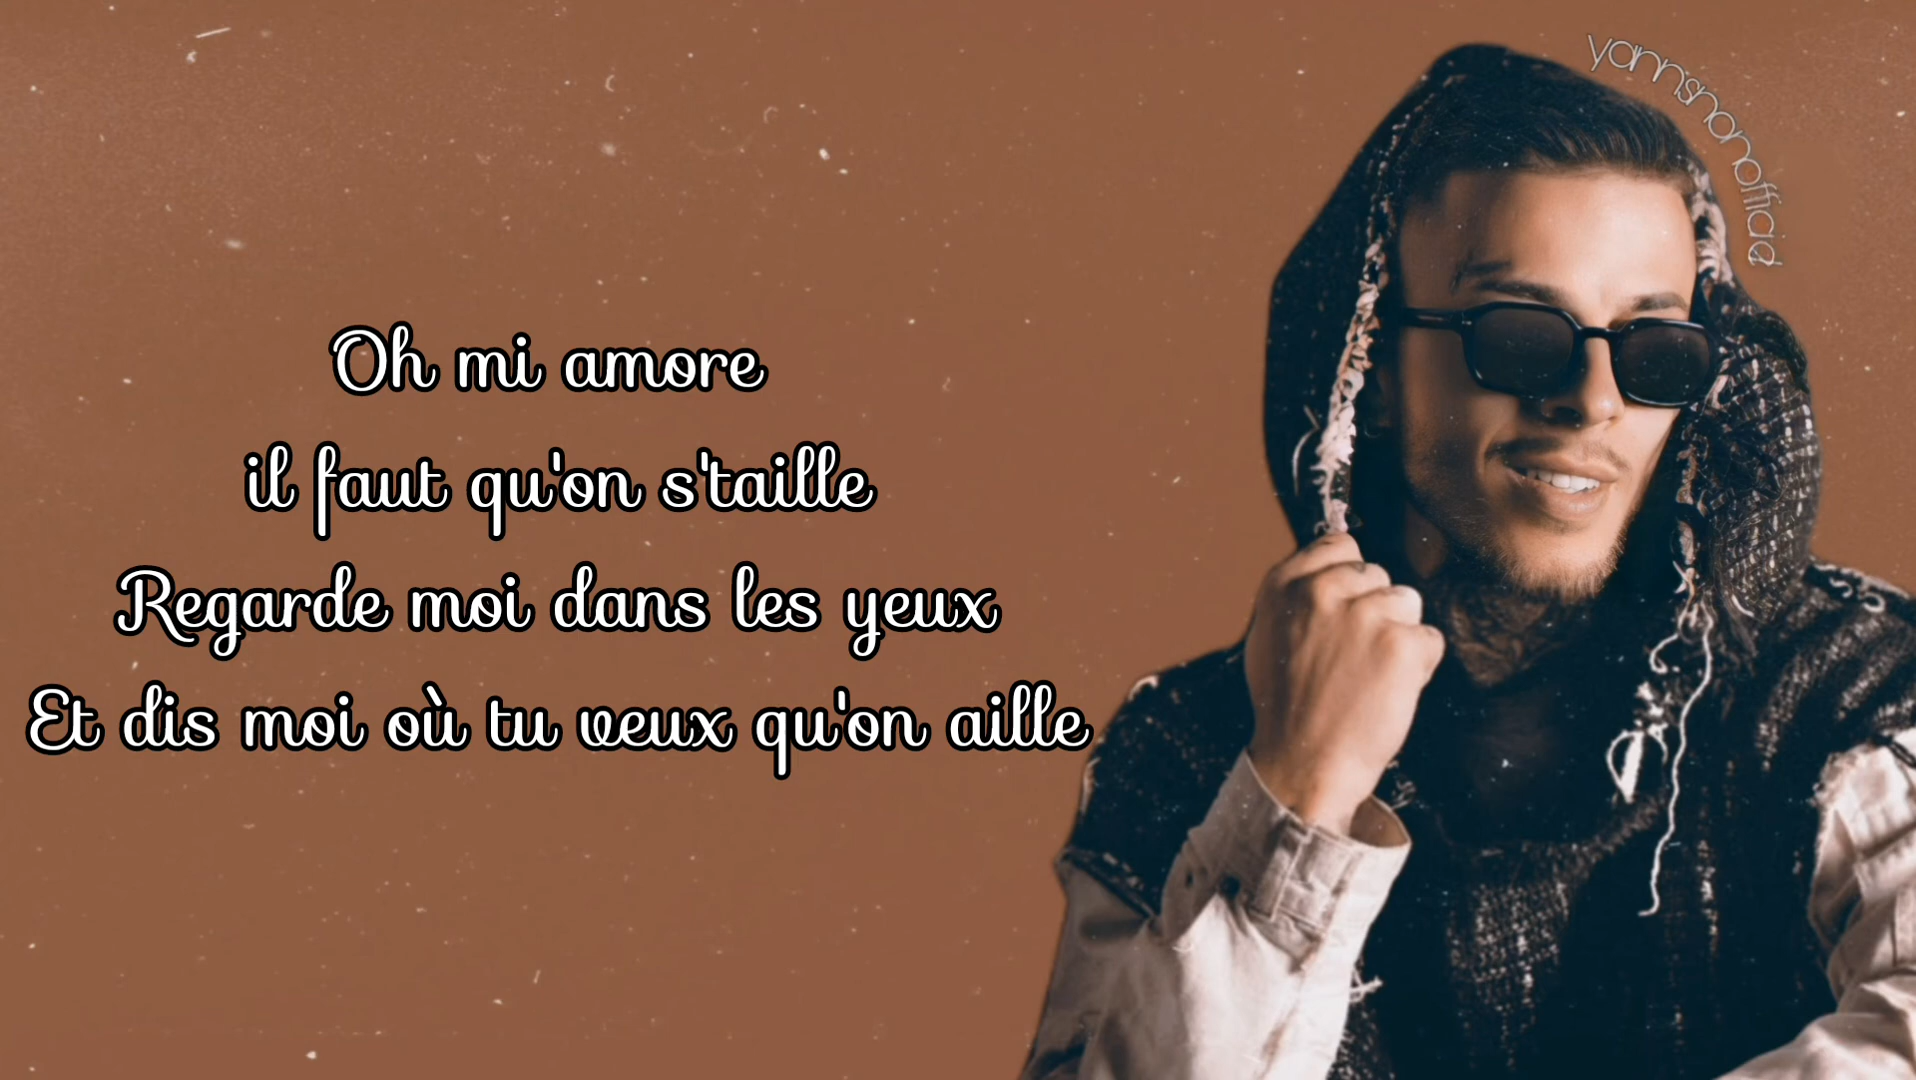 Oh mi amore
il faut qu'on s'taille
Regarde moi dans les yeux
Et dis moi où tu veux qu'on aille
yannsnonofficiel